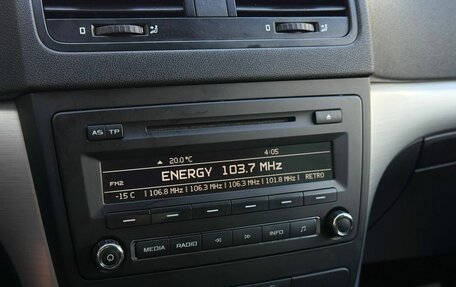 AS TP
20.0 °C 4:05
ENERGY 103.7 MHz
FM2
-15 C 106.8 MHz 106.3 MHz 106.3 MHz 101.8 MHz RETRO
MEDIA RADIO INFO